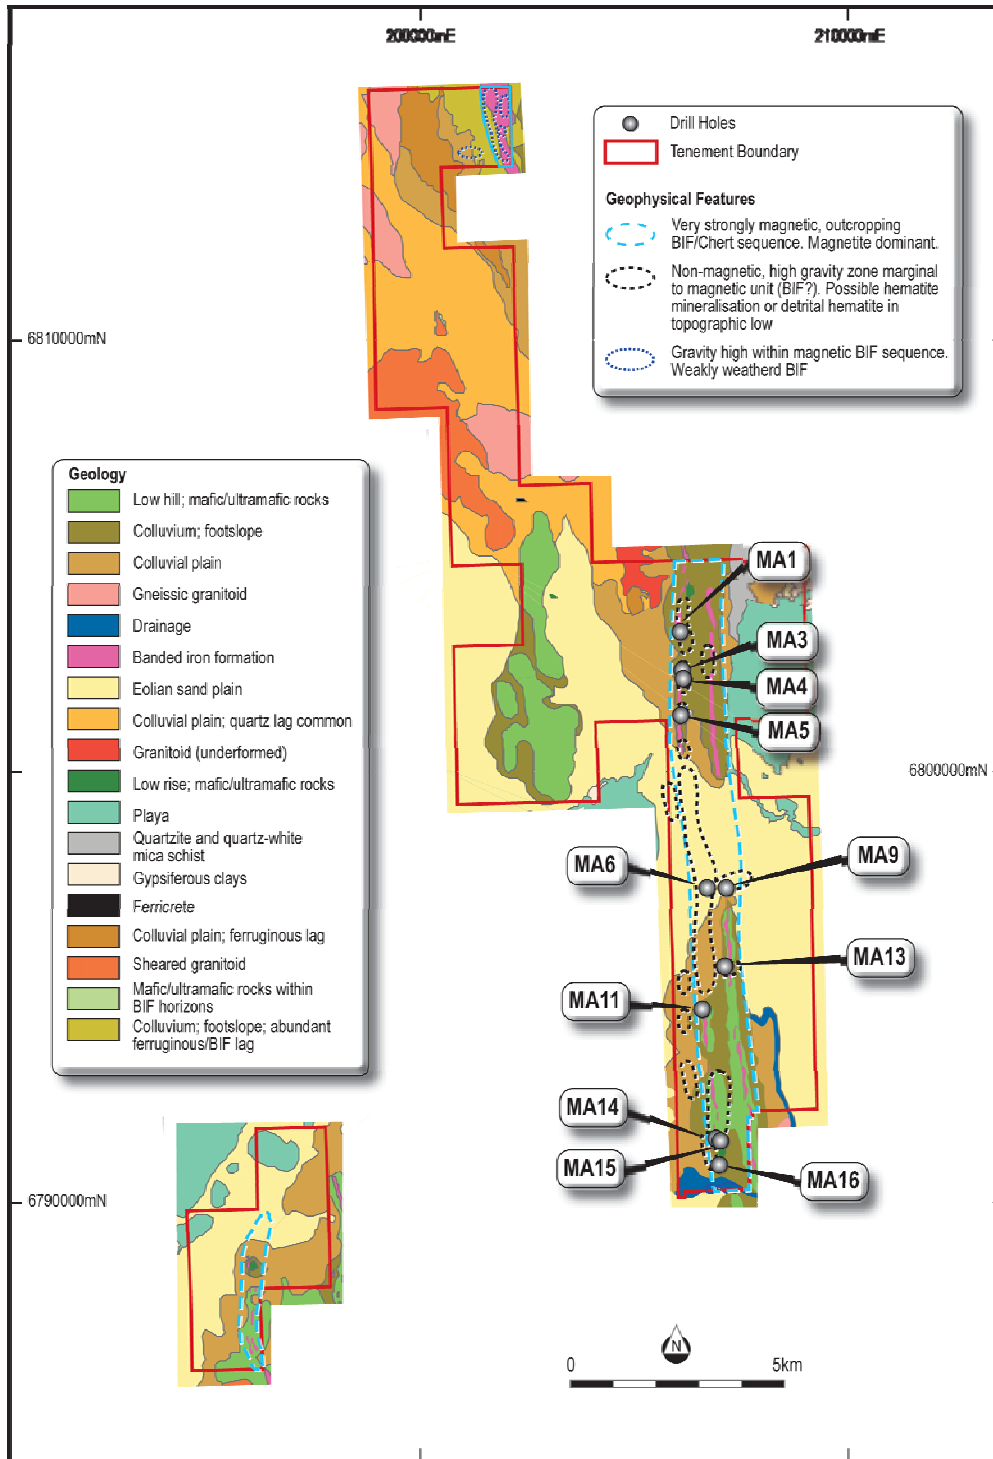 200000mE
210000mE
Drill Holes
Tenement Boundary
Geophysical Features
Very strongly magnetic, outcropping
BIF/Chert sequence. Magnetite dominant.
Non-magnetic, high gravity zone marginal
to magnetic unit (BIF?). Possible hematite
mineralisation or detrital hematite in
topographic low
Gravity high within magnetic BIF sequence.
Weakly weatherd BIF
6810000mN
Geology
Low hill; mafic/ultramafic rocks
Colluvium; footslope
Colluvial plain
Gneissic granitoid
Drainage
Banded iron formation
Eolian sand plain
Colluvial plain; quartz lag common
Granitoid (underformed)
Low rise; mafic/ultramafic rocks
Playa
Quartzite and quartz-white
mica schist
Gypsiferous clays
Ferricrete
Colluvial plain; ferruginous lag
Sheared granitoid
Mafic/ultramafic rocks within
BIF horizons
Colluvium; footslope; abundant
ferruginous/BIF lag
MA1
MA3
MA4
MA5
6800000mN
MA6
MA9
MA13
MA11
MA14
MA15
MA16
6790000mN
N
0
5km